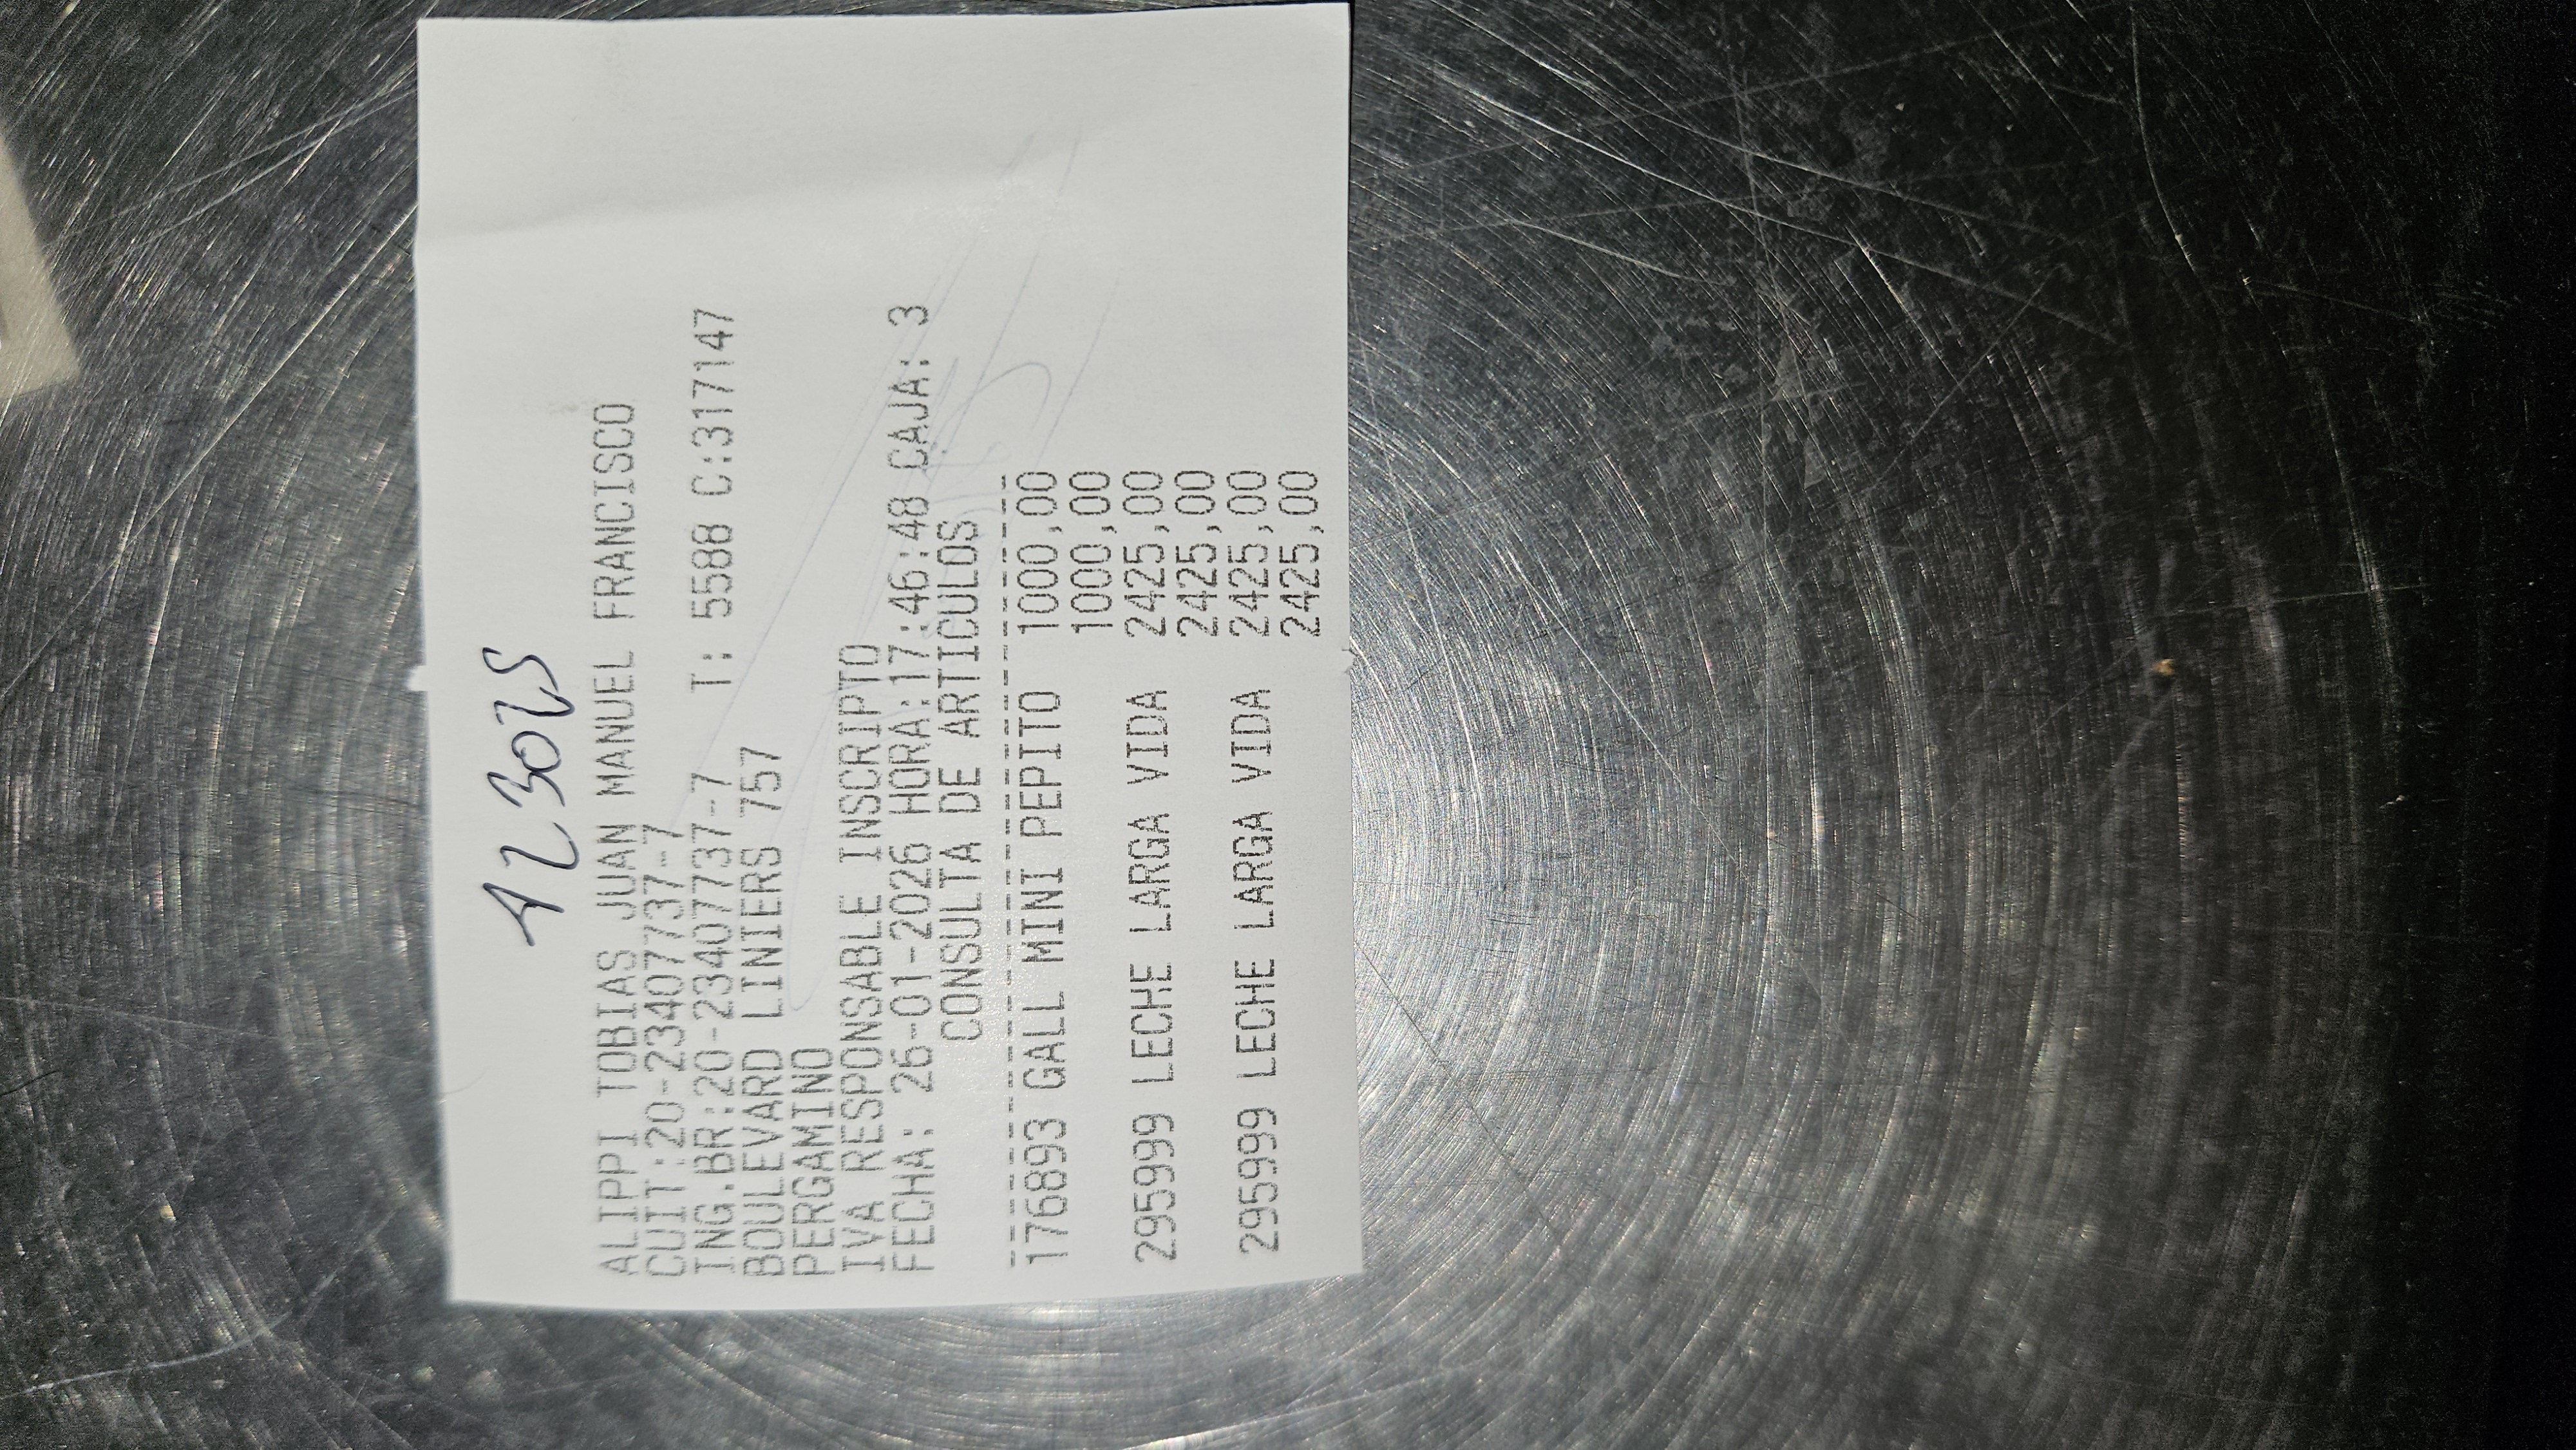 ALIPPI TOBIAS JUAN MANUEL FRANCISCO
CUIT:20-23407737-7
ING.BR:20-23407737-7 T: 5588 C:317147
BOULEVARD LINIERS 757
PERGAMINO
IVA RESPONSABLE INSCRIPTO
FECHA: 26-01-2026 HORA:17:46:48 CAJA: 3
CONSULTA DE ARTICULOS
176893 GALL MINI PEPITO 1000,00
1000,00
295999 LECHE LARGA VIDA 2425,00
2425,00
295999 LECHE LARGA VIDA 2425,00
2425,00